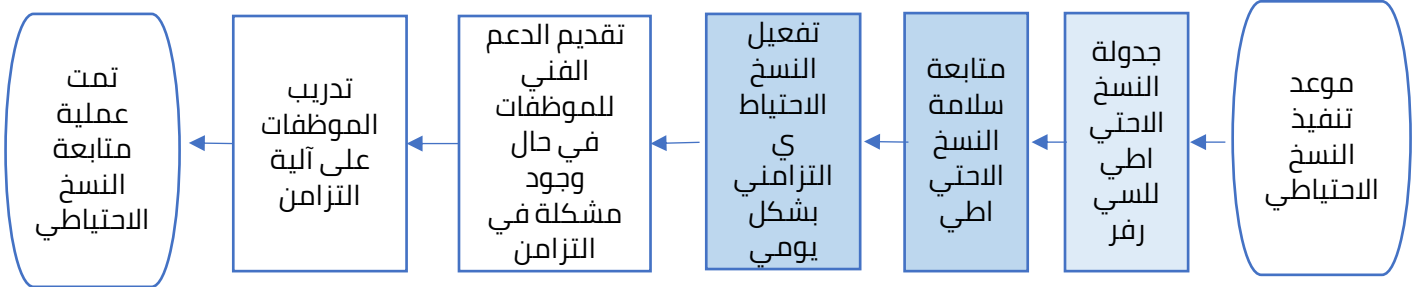 موعد
تنفيذ
النسخ
الاحتياطي
جدولة
النسخ
الاحتي
اطي
للسي
رفر
متابعة
سلامة
النسخ
الاحتي
اطي
تفعيل
النسخ
الاحتياط
ي
التزامني
بشكل
يومي
تقديم الدعم
الفني
للموظفات
في حال
وجود
مشكلة في
التزامن
تدريب
الموظفات
على آلية
التزامن
تمت
عملية
متابعة
النسخ
الاحتياطي